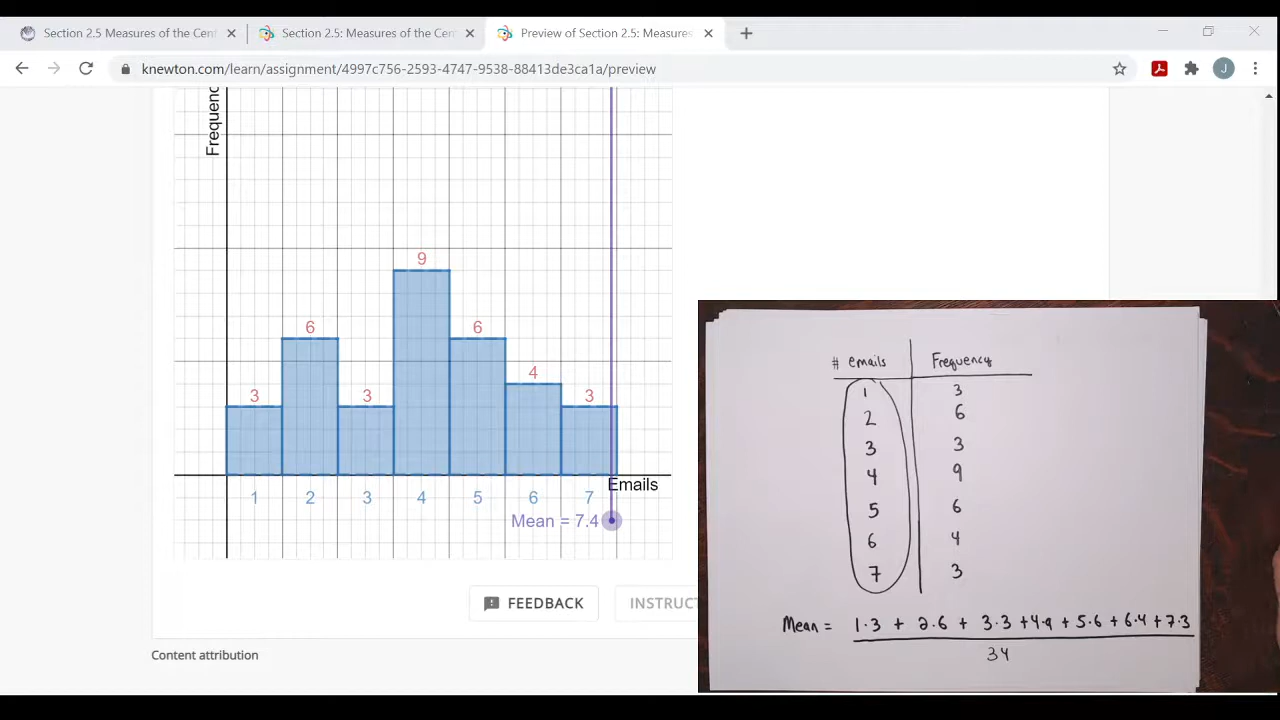 Section 2.5 Measures of the Cent
Section 2.5: Measures of the Cen
Preview of Section 2.5: Measures
knewton.com/learn/assignment/4997c756-2593-4747-9538-88413de3ca1a/preview
J
Frequenc
9
6
6
4
3
3
3
Emails
1 2 3 4 5 6 7
Mean = 7.4
FEEDBACK
INSTRUCT
Content attribution
# emails Frequency
1 3
2 6
3 3
4 9
5 6
6 4
7 3
Mean = 1·3 + 2·6 + 3·3 + 4·9 + 5·6 + 6·4 + 7·3
34